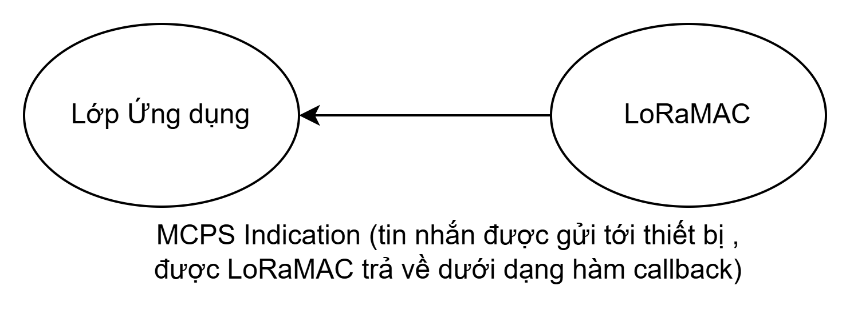 Lớp Ứng dụng
LoRaMAC
MCPS Indication (tin nhắn được gửi tới thiết bị ,
được LoRaMAC trả về dưới dạng hàm callback)